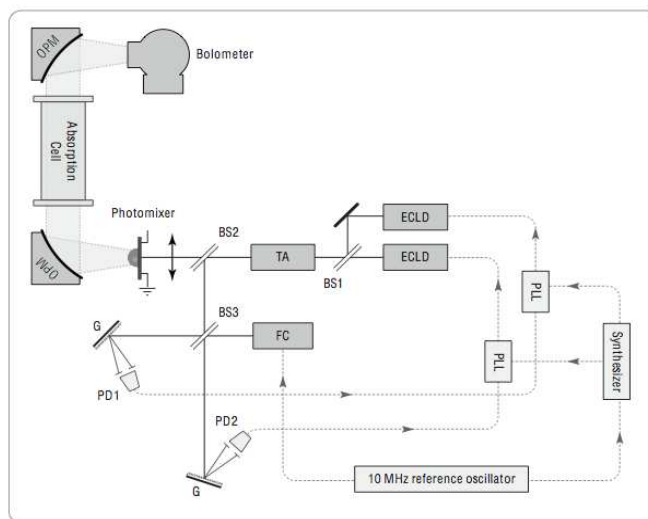 OPM
Bolometer
Absorption
Cell
Photomixer
OPM
BS2
TA
BS1
ECLD
ECLD
PLL
PLL
Synthesizer
G
BS3
FC
PD1
PD2
G
10 MHz reference oscillator